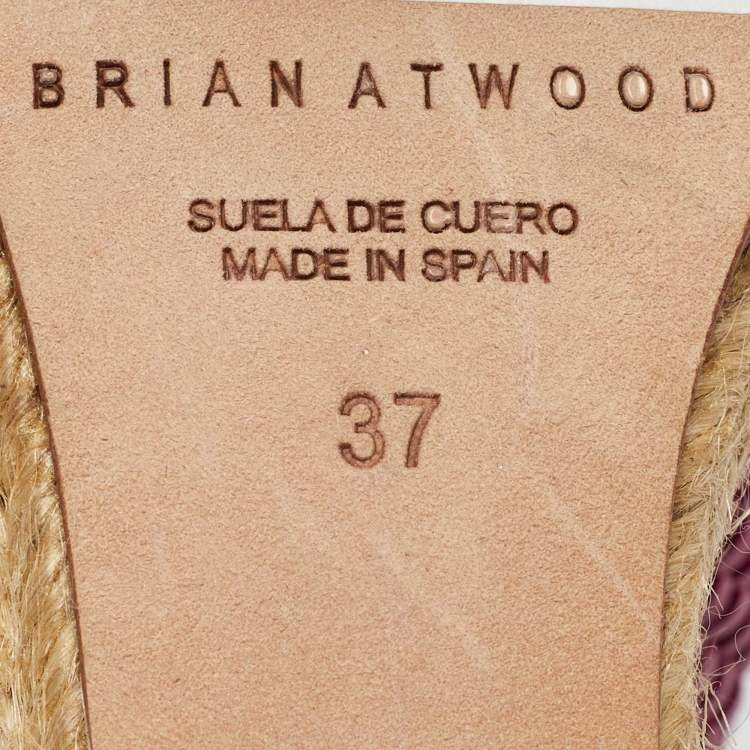 BRIAN ATWOOD
SUELA DE CUERO
MADE IN SPAIN
37